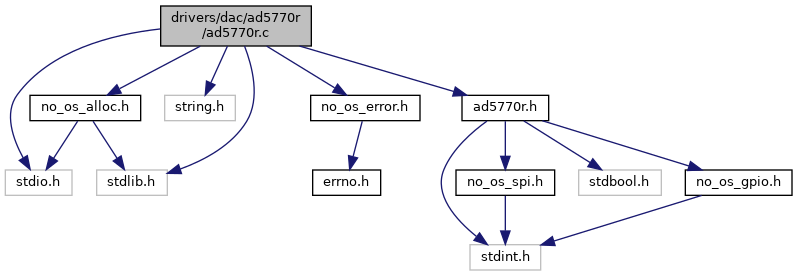 drivers/dac/ad5770r
/ad5770r.c
no_os_alloc.h
string.h
no_os_error.h
ad5770r.h
stdio.h
stdlib.h
errno.h
no_os_spi.h
stdbool.h
no_os_gpio.h
stdint.h